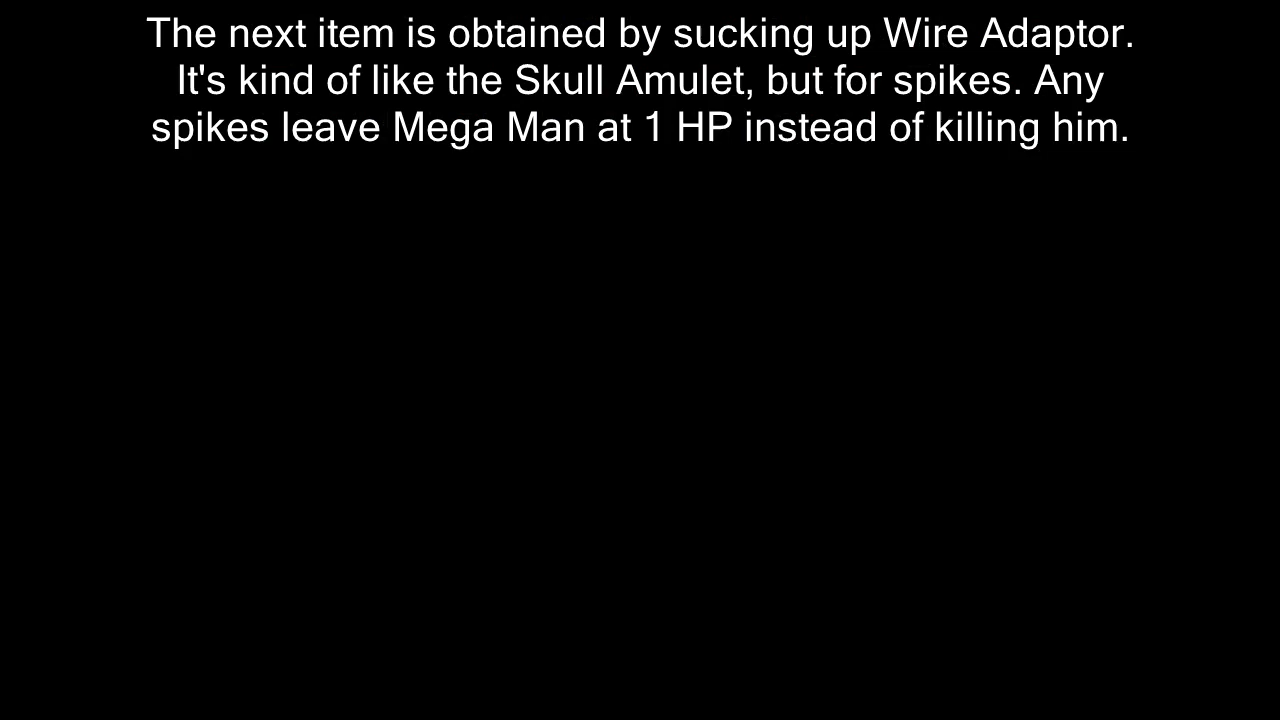 The next item is obtained by sucking up Wire Adaptor.
It's kind of like the Skull Amulet, but for spikes. Any
spikes leave Mega Man at 1 HP instead of killing him.